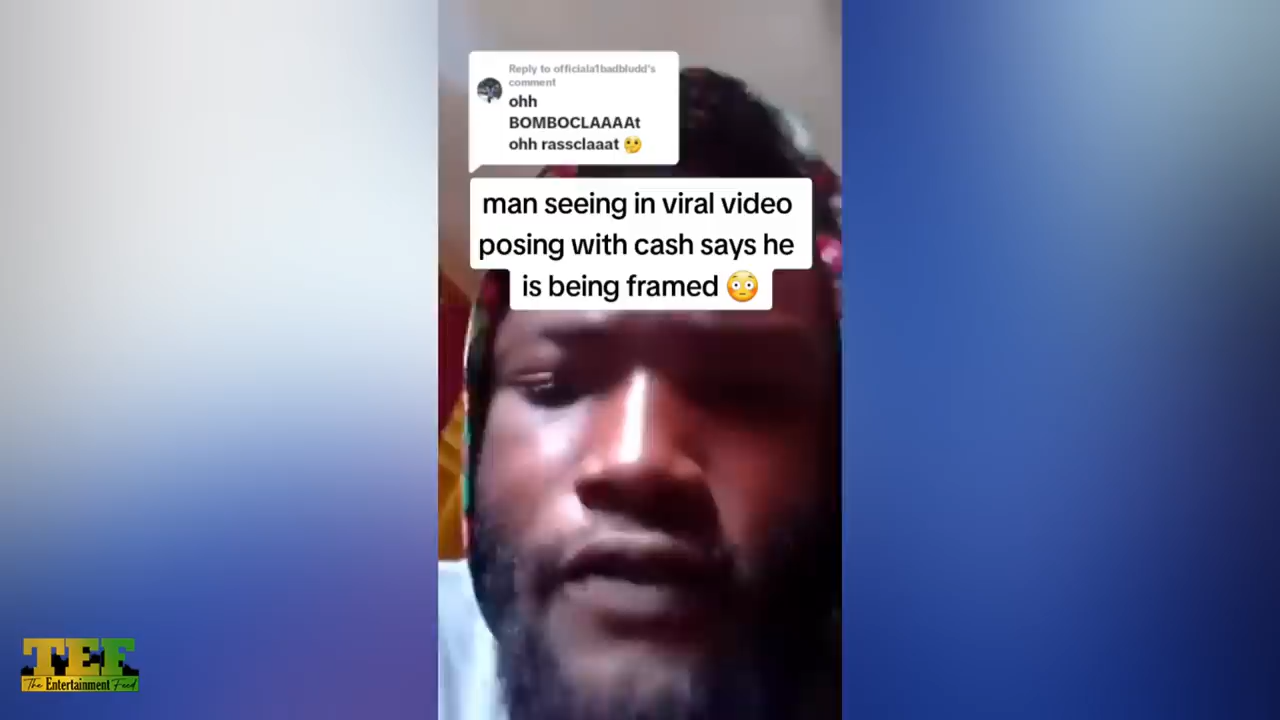 Reply to officiala1badbludd's
comment
ohh
BOMBOCLAAAAt
ohh rassclaaat 🤔
man seeing in viral video
posing with cash says he
is being framed 😳
TEF
The Entertainment Feed